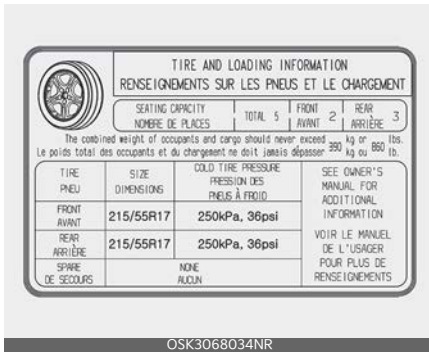 TIRE AND LOADING INFORMATION
RENSEIGNEMENTS SUR LES PNEUS ET LE CHARGEMENT
SEATING CAPACITY
NOMBRE DE PLACES
TOTAL 5
FRONT
AVANT
2
REAR
ARRIÈRE
3
The combined weight of occupants and cargo should never exceed 390 kg or 860 lbs.
Le poids total des occupants et du chargement ne doit jamais dépasser 390 kg ou 860 lb.
TIRE
PNEU
SIZE
DIMENSIONS
COLD TIRE PRESSURE
PRESSION DES
PNEUS À FROID
FRONT
AVANT
215/55R17
250kPa, 36psi
REAR
ARRIÈRE
215/55R17
250kPa, 36psi
SPARE
DE SECOURS
NONE
AUCUN
SEE OWNER'S
MANUAL FOR
ADDITIONAL
INFORMATION
VOIR LE MANUEL
DE L'USAGER
POUR PLUS DE
RENSEIGNEMENTS
OSK3068034NR